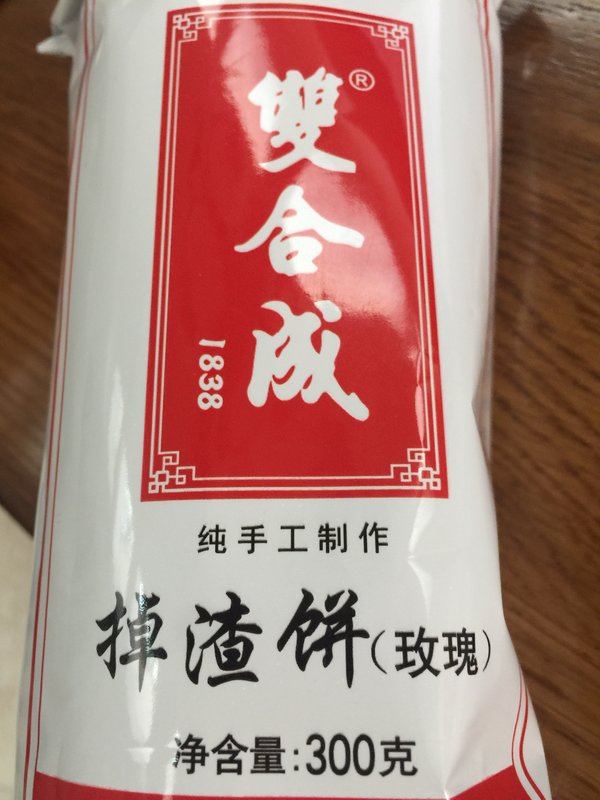 雙合成®
1838
纯手工制作
掉渣饼(玫瑰)
净含量:300克